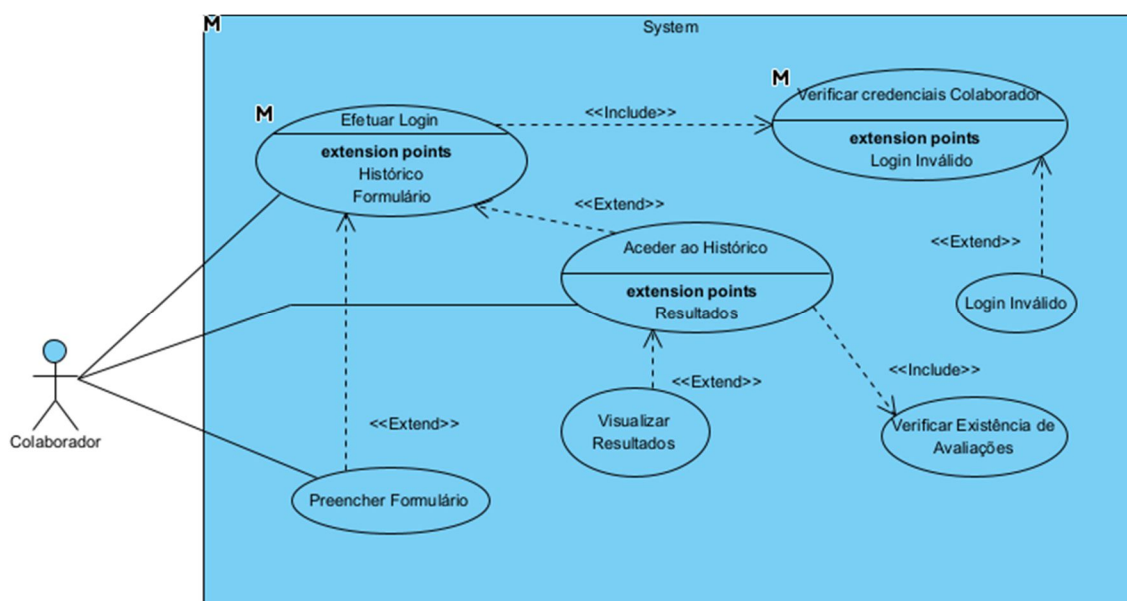 M
System
M
Efetuar Login
extension points
Histórico
Formulário
<<Include>>
M
Verificar credenciais Colaborador
extension points
Login Inválido
<<Extend>>
Aceder ao Histórico
extension points
Resultados
<<Extend>>
Login Inválido
<<Extend>>
<<Include>>
Visualizar
Resultados
Verificar Existência de
Avaliações
<<Extend>>
Colaborador
Preencher Formulário